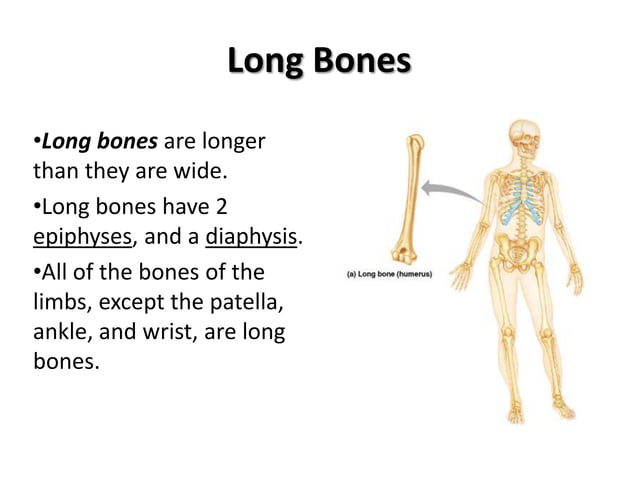 Long Bones
•Long bones are longer
than they are wide.
•Long bones have 2
epiphyses, and a diaphysis.
•All of the bones of the
limbs, except the patella,
ankle, and wrist, are long
bones.
(a) Long bone (humerus)